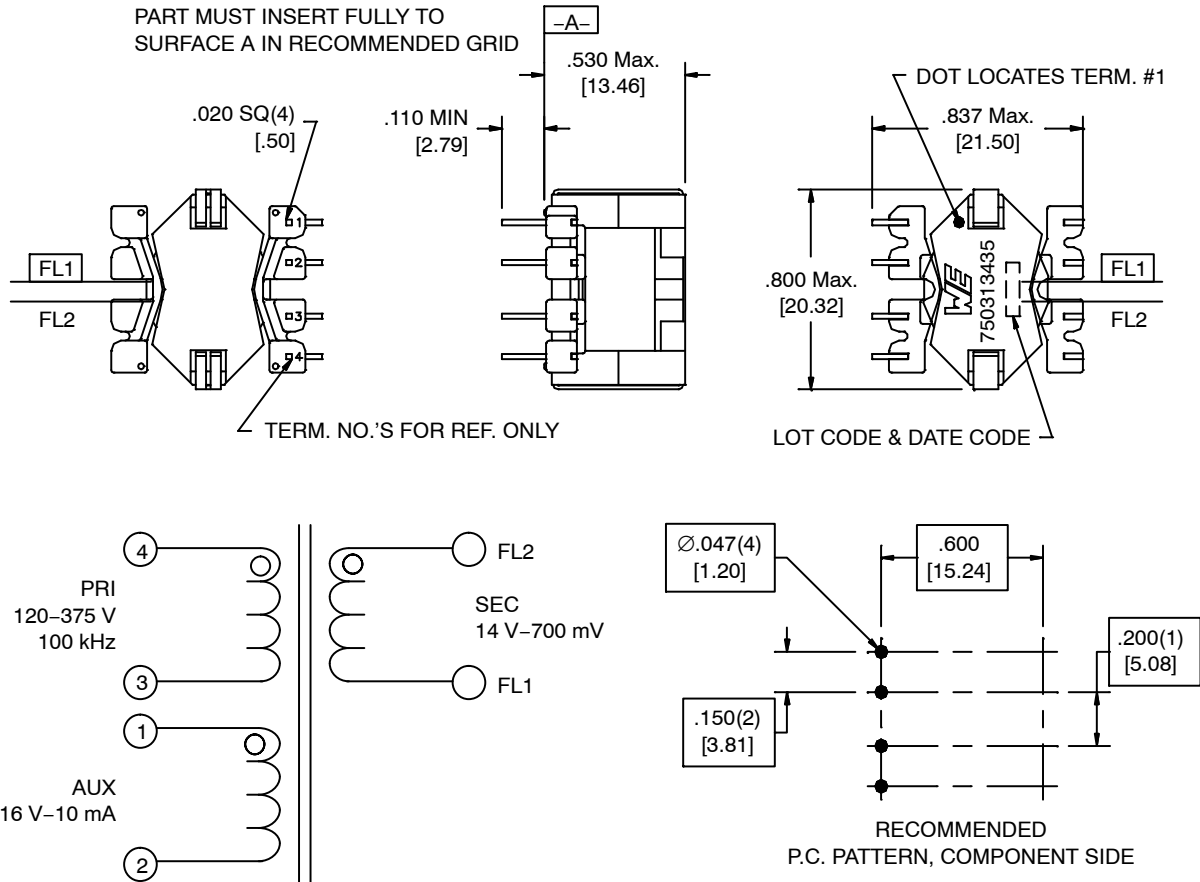 PART MUST INSERT FULLY TO
SURFACE A IN RECOMMENDED GRID
–A–
.530 Max.
[13.46]
DOT LOCATES TERM. #1
.020 SQ(4)
[.50]
.110 MIN
[2.79]
.837 Max.
[21.50]
1
2
3
4
FL1
FL2
.800 Max.
[20.32]
WE
750313435
FL1
FL2
TERM. NO.'S FOR REF. ONLY
LOT CODE & DATE CODE
4
PRI
120–375 V
100 kHz
3
FL2
SEC
14 V–700 mV
FL1
1
AUX
16 V–10 mA
2
∅.047(4)
[1.20]
.600
[15.24]
.200(1)
[5.08]
.150(2)
[3.81]
RECOMMENDED
P.C. PATTERN, COMPONENT SIDE